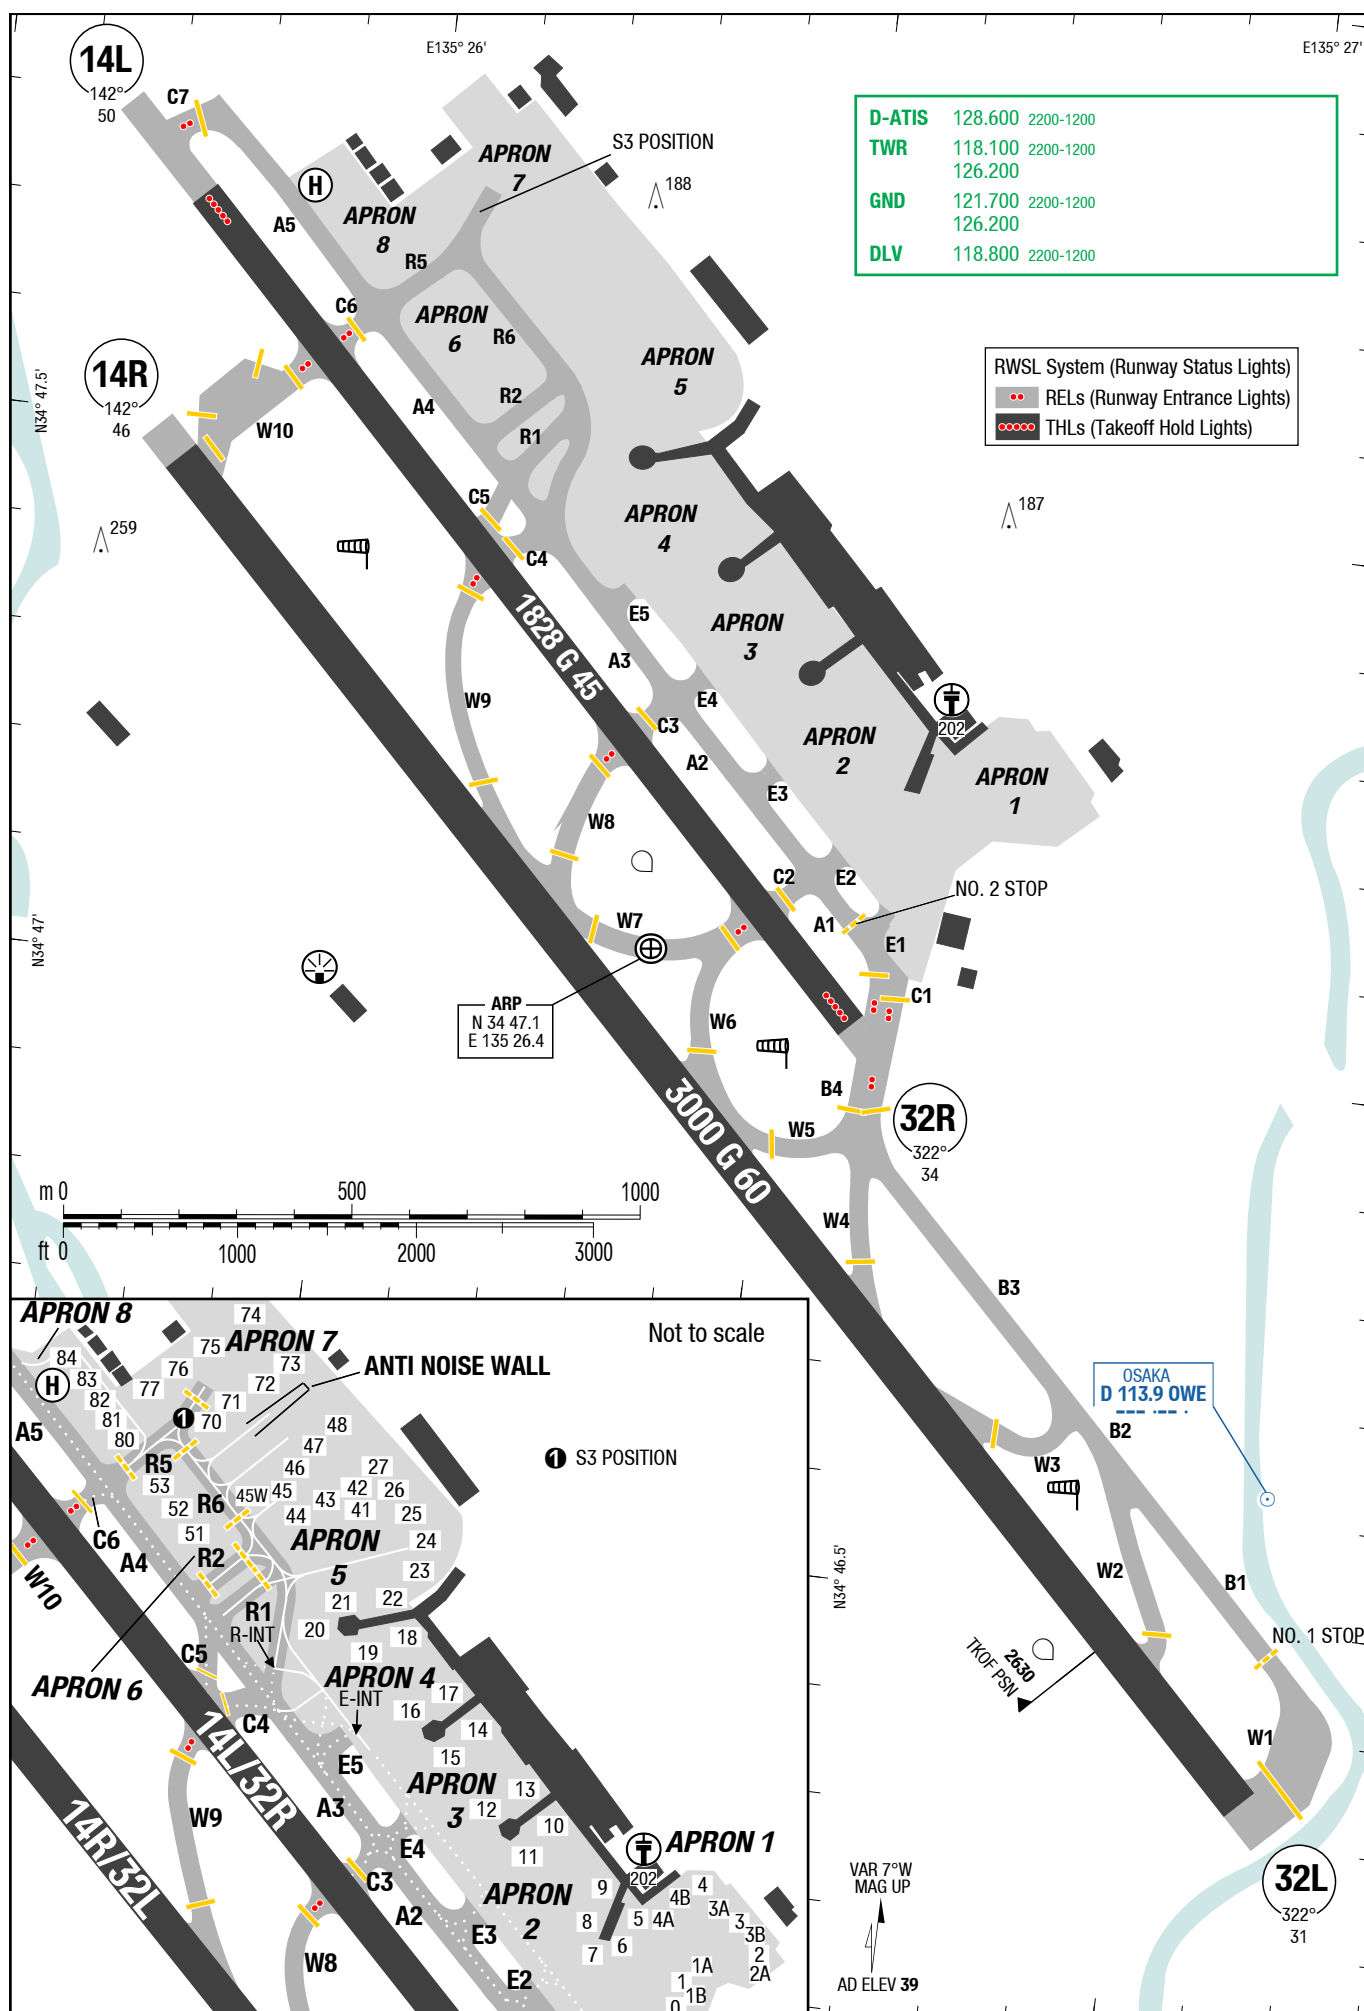 E135° 26'
E135° 27'
14L
142°
50
C7
D-ATIS 128.600 2200-1200
TWR 118.100 2200-1200
126.200
GND 121.700 2200-1200
126.200
DLV 118.800 2200-1200
S3 POSITION
APRON
7
188
H
APRON
8
A5
R5
C6
APRON
6
R6
APRON
5
RWSL System (Runway Status Lights)
RELs (Runway Entrance Lights)
THLs (Takeoff Hold Lights)
14R
142°
46
N34° 47.5'
W10
A4
R2
R1
C5
C4
APRON
4
187
259
1828 G 45
E5
A3
APRON
3
W9
E4
C3
A2
202
APRON
2
APRON
1
E3
W8
C2
E2
NO. 2 STOP
A1
W7
E1
N34° 47'
C1
ARP
N 34 47.1
E 135 26.4
W6
B4
32R
322°
34
W5
3000 G 60
m 0 500 1000
ft 0 1000 2000 3000
W4
B3
OSAKA
D 113.9 OWE
B2
W3
N34° 46.5'
W2
B1
NO. 1 STOP
2630
TKOF PSN
W1
32L
322°
31
VAR 7°W
MAG UP
AD ELEV 39
APRON 8
74
Not to scale
APRON 7
75
73
84
76
ANTI NOISE WALL
H
83
77
72
82
71
81
70
48
A5
80
1
47
1 S3 POSITION
R5
46
27
53
45W
45
42
26
52
R6
43
41
25
44
C6
51
APRON
5
24
A4
R2
23
W10
22
21
R1
20
18
R-INT
19
C5
APRON 4
17
APRON 6
E-INT
16
14
C4
15
14L/32R
E5
APRON
3
13
A3
12
10
W9
E4
11
APRON 1
14R/32L
202
C3
9
4
4B
A2
APRON
2
3A
8
5
4A
3
E3
3B
6
7
2
W8
1A
2A
E2
1
1B
0